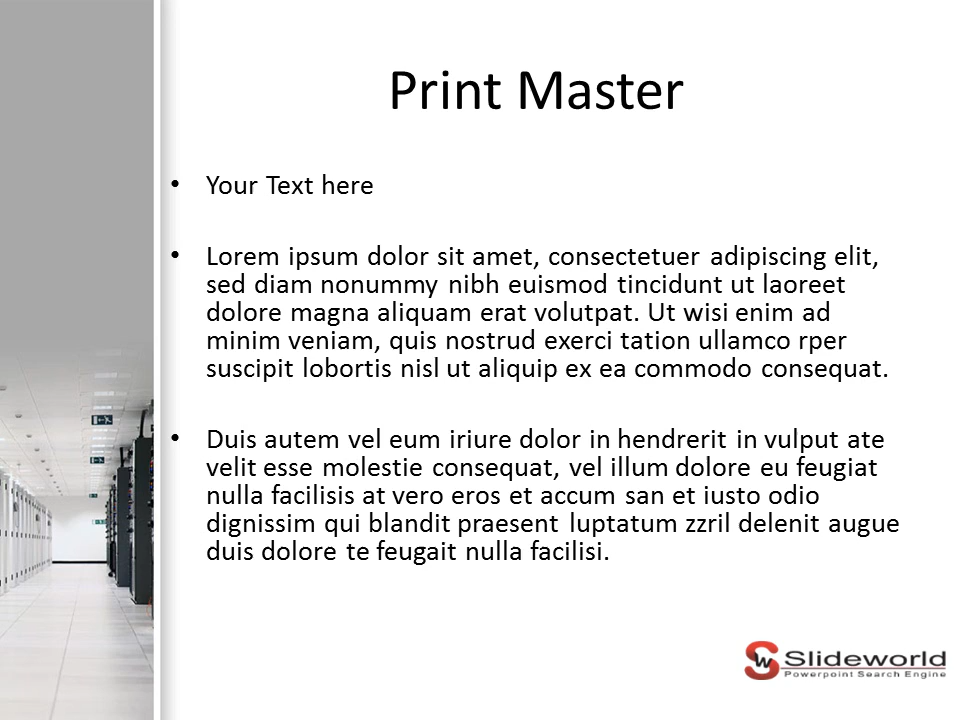 Print Master
• Your Text here
• Lorem ipsum dolor sit amet, consectetuer adipiscing elit,
sed diam nonummy nibh euismod tincidunt ut laoreet
dolore magna aliquam erat volutpat. Ut wisi enim ad
minim veniam, quis nostrud exerci tation ullamco rper
suscipit lobortis nisl ut aliquip ex ea commodo consequat.
• Duis autem vel eum iriure dolor in hendrerit in vulput ate
velit esse molestie consequat, vel illum dolore eu feugiat
nulla facilisis at vero eros et accum san et iusto odio
dignissim qui blandit praesent luptatum zzril delenit augue
duis dolore te feugait nulla facilisi.
SW Slideworld
Powerpoint Search Engine